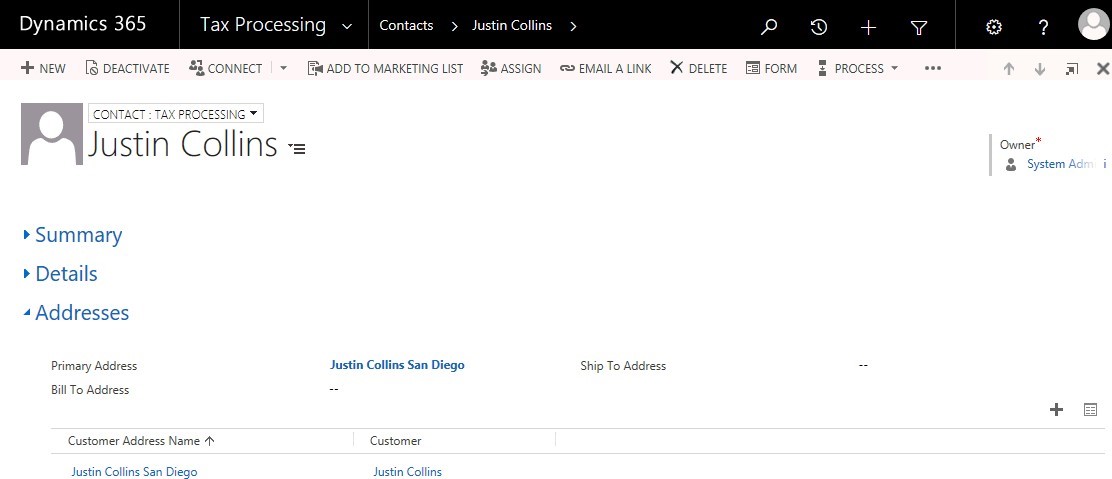 Dynamics 365 Tax Processing Contacts Justin Collins
NEW DEACTIVATE CONNECT ADD TO MARKETING LIST ASSIGN EMAIL A LINK DELETE FORM PROCESS •••
CONTACT : TAX PROCESSING
Justin Collins
Owner*
System Admi
Summary
Details
Addresses
Primary Address Justin Collins San Diego Ship To Address --
Bill To Address --
Customer Address Name Customer
Justin Collins San Diego Justin Collins